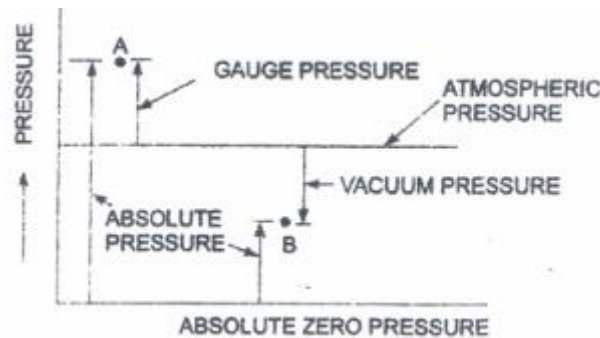 A
GAUGE PRESSURE
ATMOSPHERIC
PRESSURE
PRESSURE
VACUUM PRESSURE
ABSOLUTE
PRESSURE
B
ABSOLUTE ZERO PRESSURE